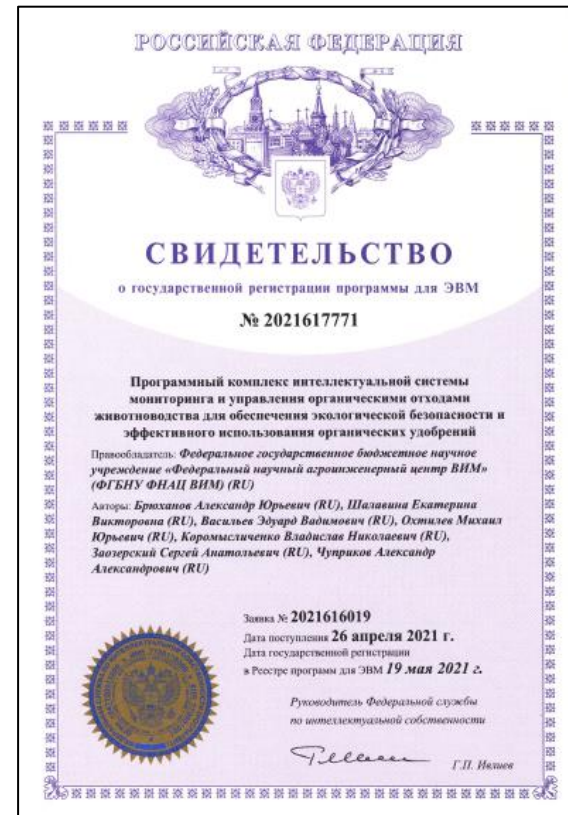 РОССИЙСКАЯ ФЕДЕРАЦИЯ
СВИДЕТЕЛЬСТВО
о государственной регистрации программы для ЭВМ
№ 2021617771
Программный комплекс интеллектуальной системы
мониторинга и управления органическими отходами
животноводства для обеспечения экологической безопасности и
эффективного использования органических удобрений
Правообладатель: Федеральное государственное бюджетное научное
учреждение «Федеральный научный агроинженерный центр ВИМ»
(ФГБНУ ФНАЦ ВИМ) (RU)
Авторы: Брюханов Александр Юрьевич (RU), Шалавина Екатерина
Викторовна (RU), Васильев Эдуард Вадимович (RU), Охтилев Михаил
Юрьевич (RU), Коромысличенко Владислав Николаевич (RU),
Заозерский Сергей Анатольевич (RU), Чуприков Александр
Александрович (RU)
Заявка № 2021616019
Дата поступления 26 апреля 2021 г.
Дата государственной регистрации
в Реестре программ для ЭВМ 19 мая 2021 г.
Руководитель Федеральной службы
по интеллектуальной собственности
Г.П. Ивлиев